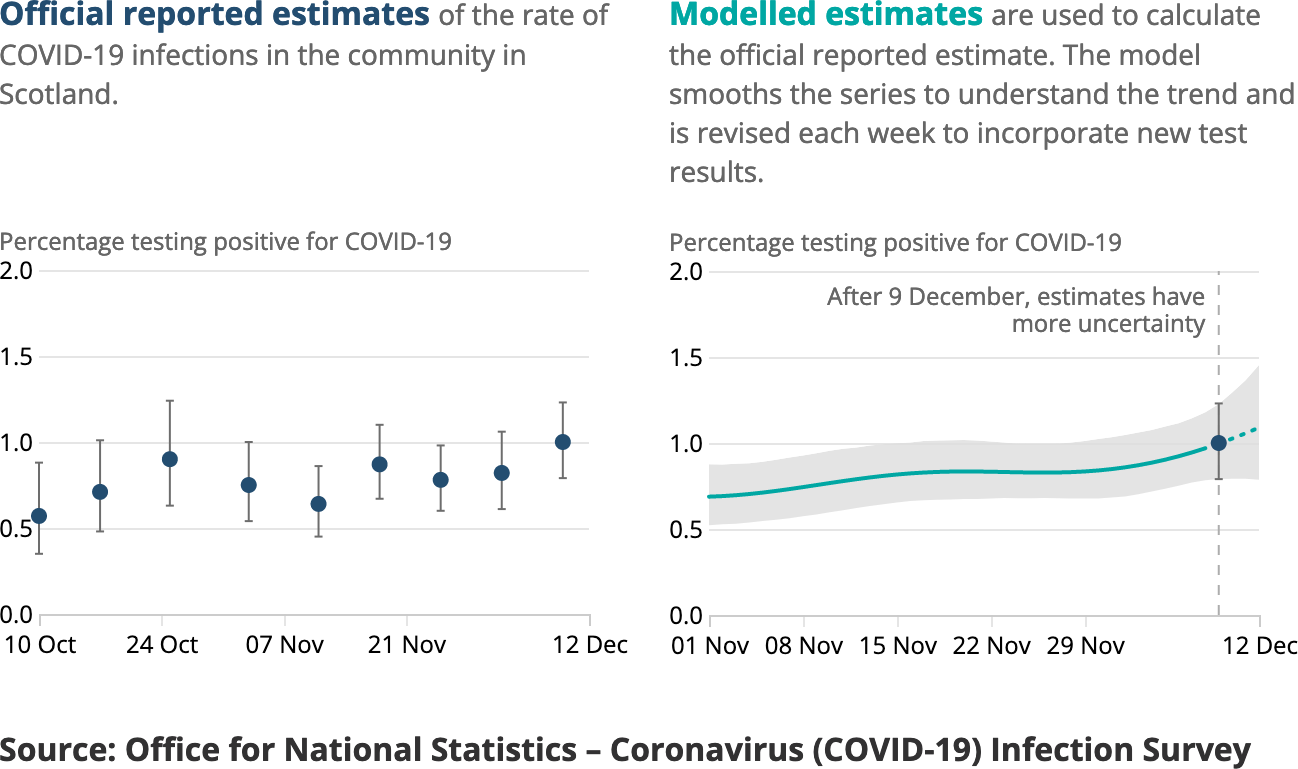 Official reported estimates of the rate of
COVID-19 infections in the community in
Scotland.
Percentage testing positive for COVID-19
2.0
1.5
1.0
0.5
0.0
10 Oct 24 Oct 07 Nov 21 Nov 12 Dec
Modelled estimates are used to calculate
the official reported estimate. The model
smooths the series to understand the trend and
is revised each week to incorporate new test
results.
Percentage testing positive for COVID-19
2.0
After 9 December, estimates have
more uncertainty
1.5
1.0
0.5
0.0
01 Nov 08 Nov 15 Nov 22 Nov 29 Nov 12 Dec
Source: Office for National Statistics – Coronavirus (COVID-19) Infection Survey